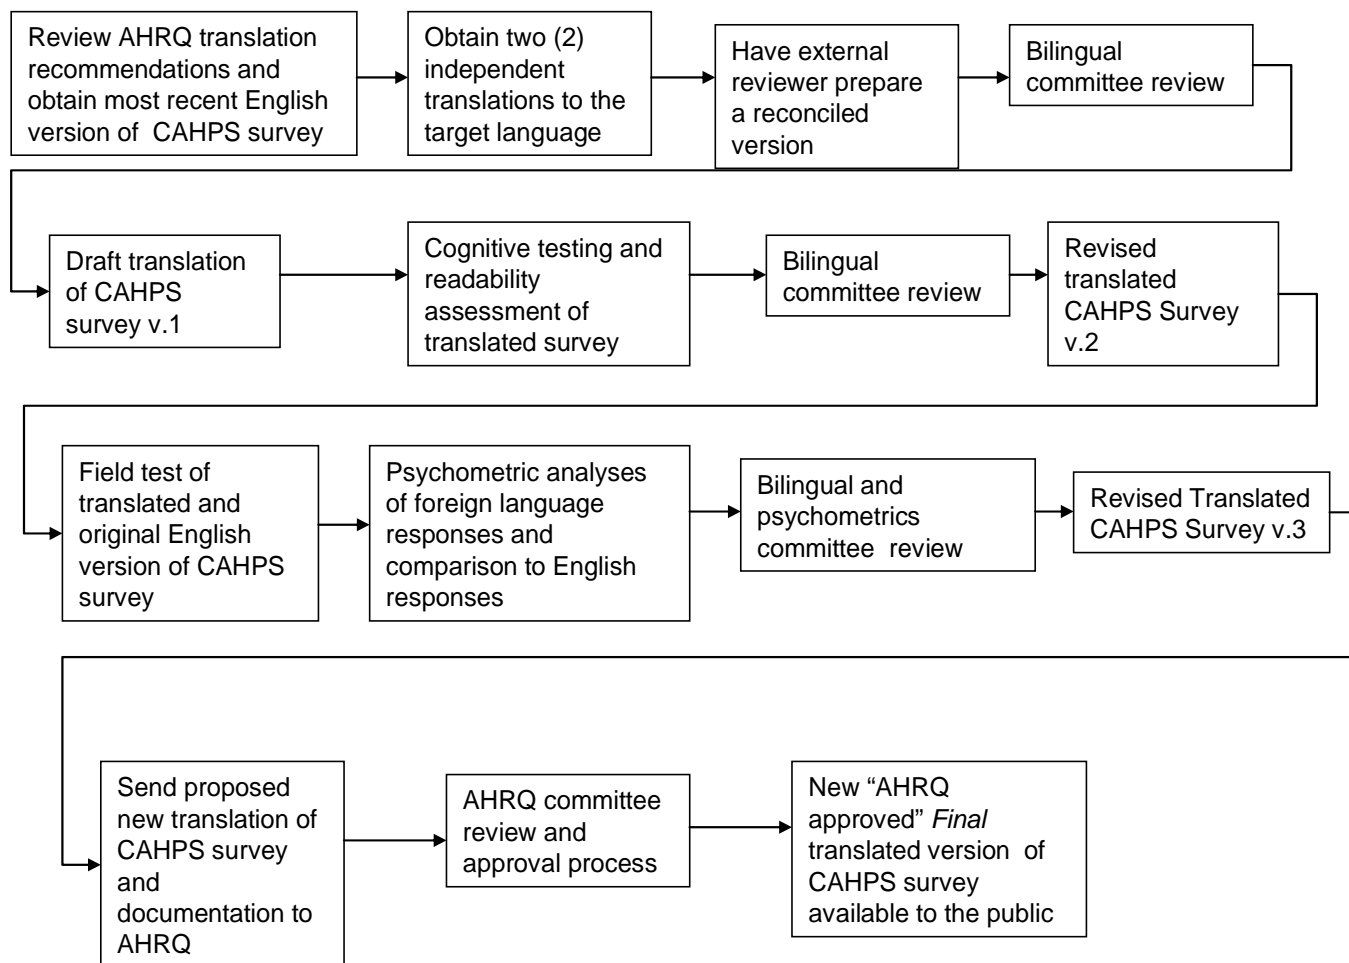 Review AHRQ translation
recommendations and
obtain most recent English
version of CAHPS survey
Obtain two (2)
independent
translations to the
target language
Have external
reviewer prepare
a reconciled
version
Bilingual
committee review
Draft translation
of CAHPS
survey v.1
Cognitive testing and
readability
assessment of
translated survey
Bilingual
committee review
Revised
translated
CAHPS Survey
v.2
Field test of
translated and
original English
version of CAHPS
survey
Psychometric analyses
of foreign language
responses and
comparison to English
responses
Bilingual and
psychometrics
committee review
Revised Translated
CAHPS Survey v.3
Send proposed
new translation of
CAHPS survey
and
documentation to
AHRQ
AHRQ committee
review and
approval process
New “AHRQ
approved” Final
translated version of
CAHPS survey
available to the public